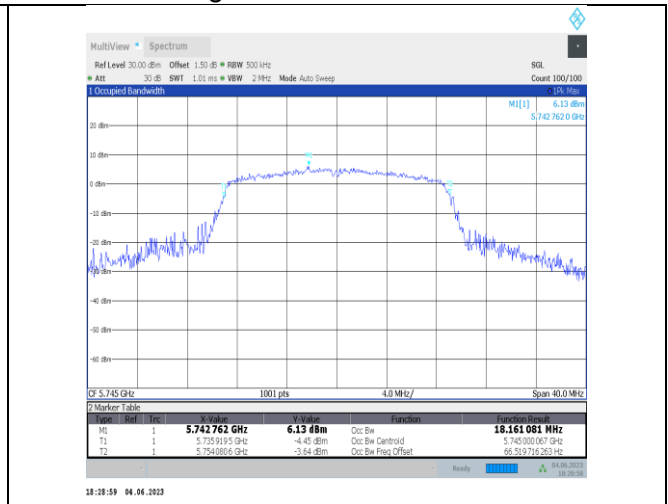 MultiView Spectrum
Ref Level 30.00 dBm Offset 1.50 dB RBW 500 kHz SGL
Att 30 dB SWT 1.01 ms VBW 2 MHz Mode Auto Sweep Count 100/100
1 Occupied Bandwidth 1Pk Max
M1[1] 6.13 dBm
5.742 762 0 GHz
20 dBm
10 dBm
0 dBm
-10 dBm
-20 dBm
-30 dBm
-40 dBm
-50 dBm
-60 dBm
CF 5.745 GHz 1001 pts 4.0 MHz/ Span 40.0 MHz
2 Marker Table
Type Ref Trc X-Value Y-Value Function Function Result
M1 1 5.742 762 GHz 6.13 dBm Occ Bw 18.161 081 MHz
T1 1 5.735 919 5 GHz -4.45 dBm Occ Bw Centroid 5.745 000 067 GHz
T2 1 5.754 080 6 GHz -3.64 dBm Occ Bw Freq Offset 66.519 716 263 Hz
Ready 04.06.2023
18:28:58
18:28:59 04.06.2023